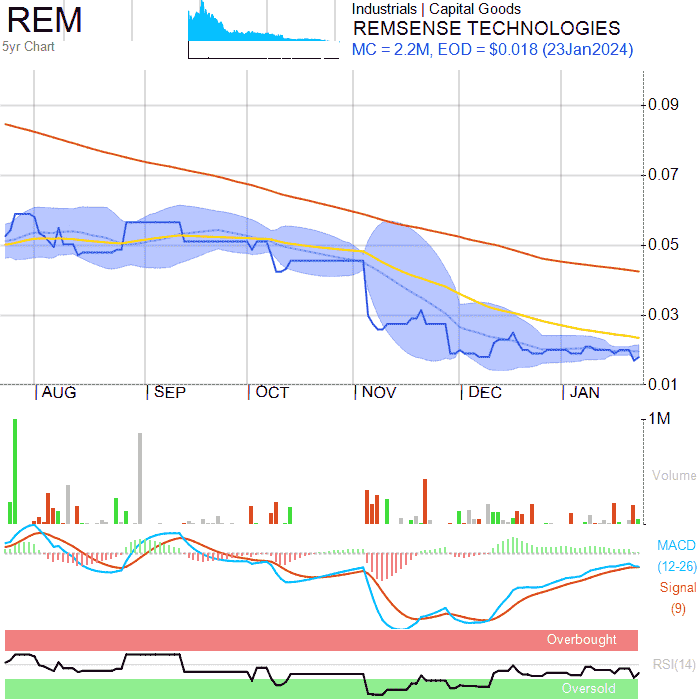 REM
5yr Chart
Industrials | Capital Goods
REMSENSE TECHNOLOGIES
MC = 2.2M, EOD = $0.018 (23Jan2024)
0.09
0.07
0.05
0.03
0.01
AUG SEP OCT NOV DEC JAN
1M
Volume
MACD
(12-26)
Signal
(9)
Overbought
RSI(14)
Oversold